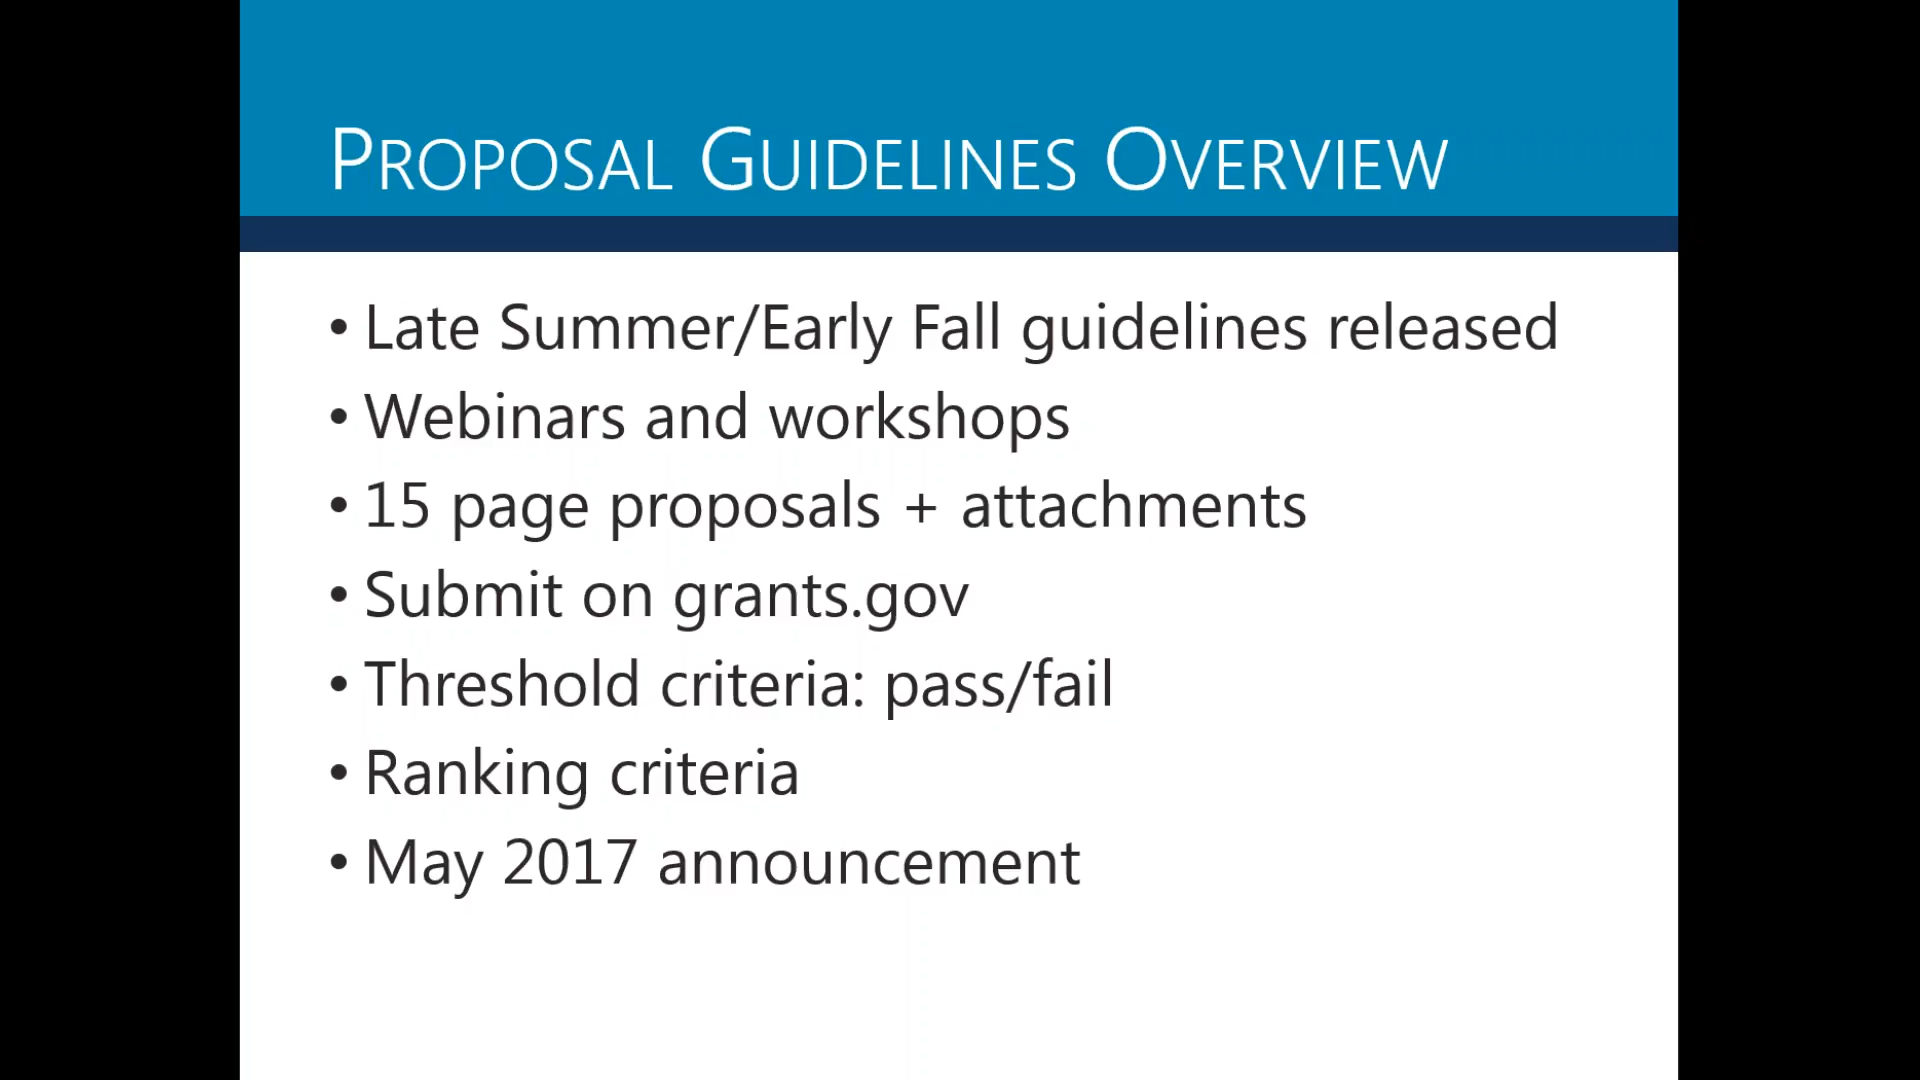 PROPOSAL GUIDELINES OVERVIEW
• Late Summer/Early Fall guidelines released
• Webinars and workshops
• 15 page proposals + attachments
• Submit on grants.gov
• Threshold criteria: pass/fail
• Ranking criteria
• May 2017 announcement